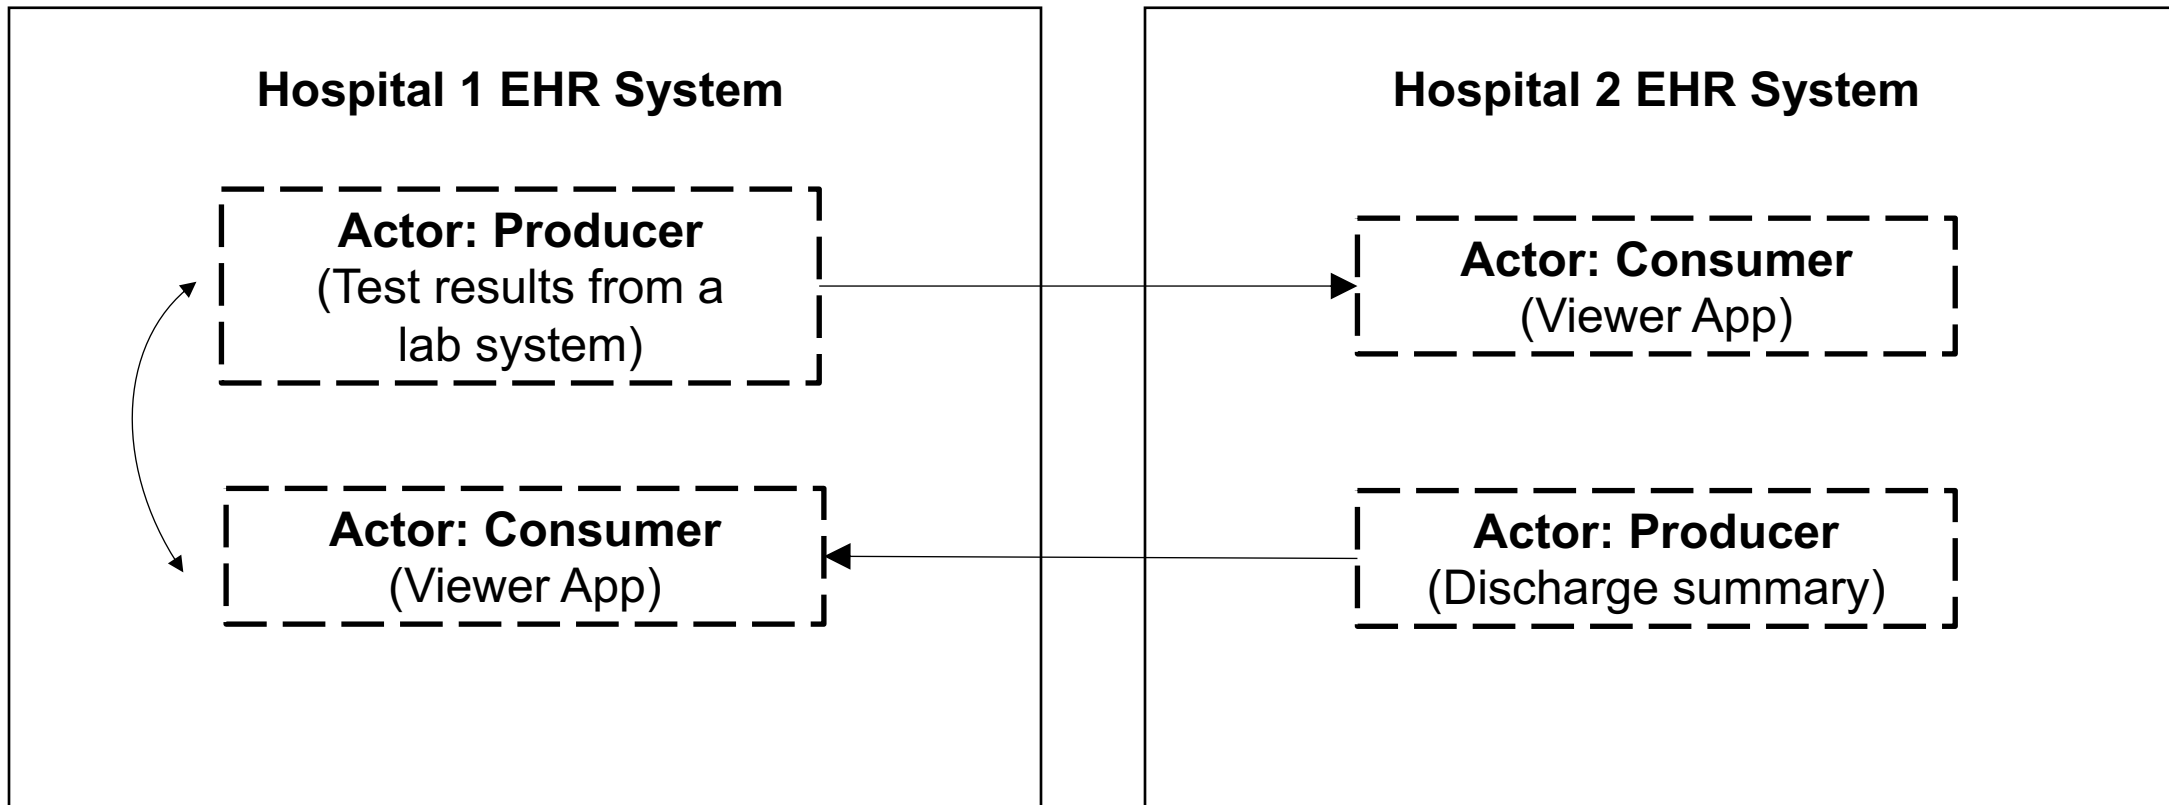 Hospital 1 EHR System
Actor: Producer
(Test results from a
lab system)
Actor: Consumer
(Viewer App)
Hospital 2 EHR System
Actor: Consumer
(Viewer App)
Actor: Producer
(Discharge summary)